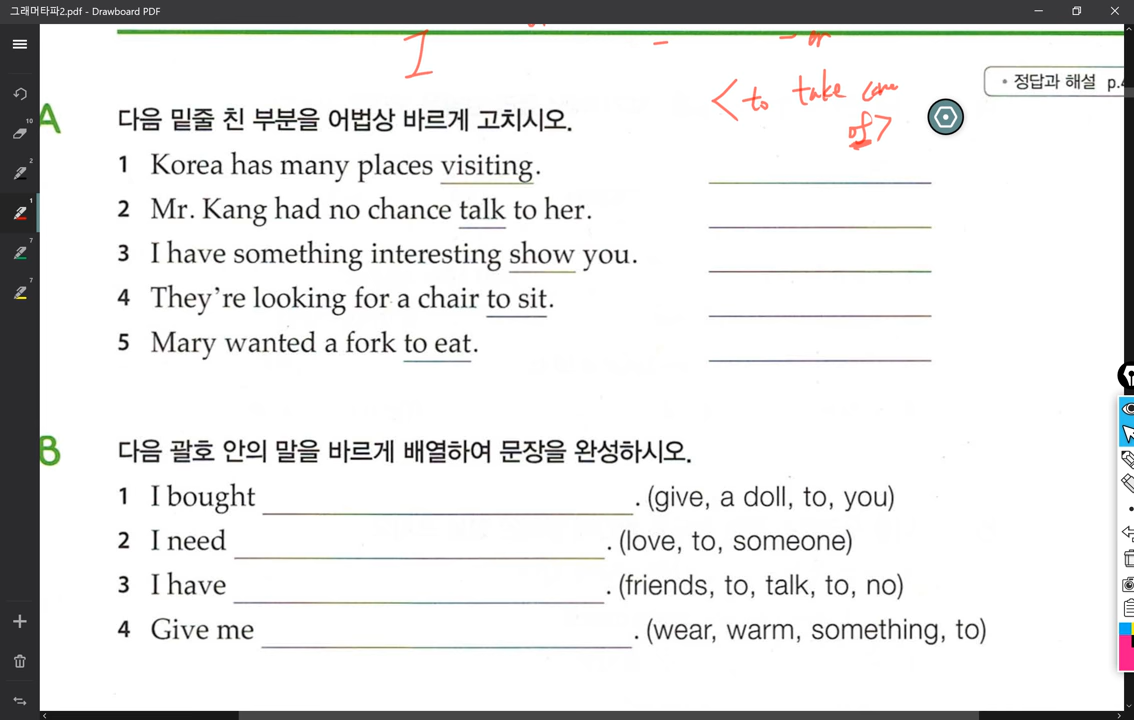 그래머타파2.pdf - Drawboard PDF
I
< to take care
of >
• 정답과 해설 p.
A 다음 밑줄 친 부분을 어법상 바르게 고치시오.
1 Korea has many places visiting.
2 Mr. Kang had no chance talk to her.
3 I have something interesting show you.
4 They're looking for a chair to sit.
5 Mary wanted a fork to eat.
B 다음 괄호 안의 말을 바르게 배열하여 문장을 완성하시오.
1 I bought . (give, a doll, to, you)
2 I need . (love, to, someone)
3 I have . (friends, to, talk, to, no)
4 Give me . (wear, warm, something, to)